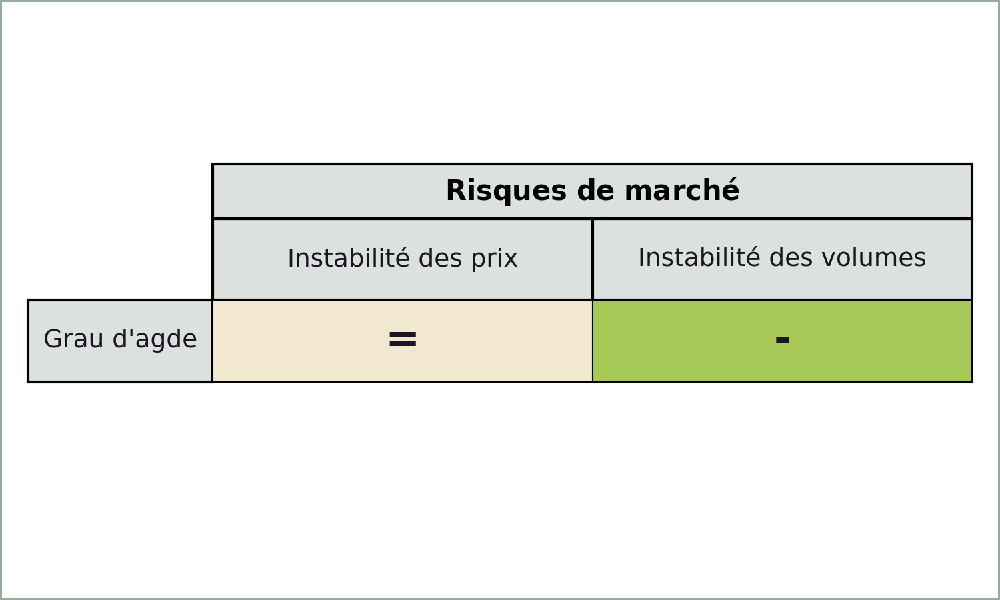 Risques de marché
Instabilité des prix
Instabilité des volumes
Grau d'agde
=
-